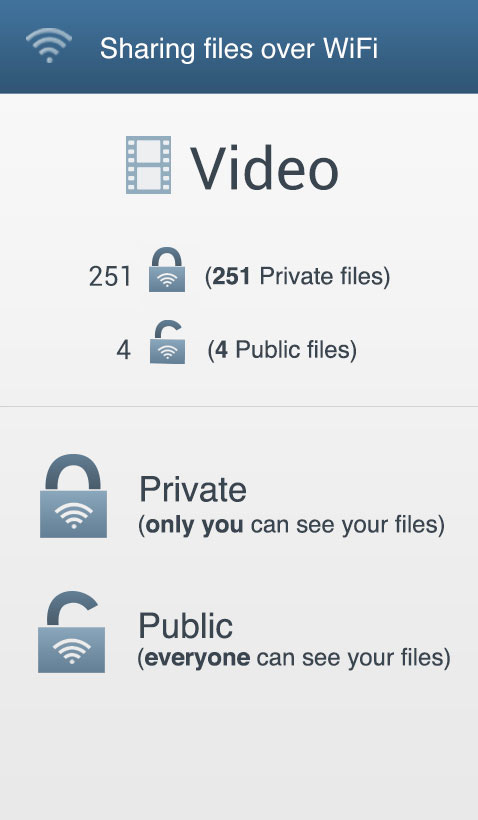 Sharing files over WiFi
Video
251 (251 Private files)
4 (4 Public files)
Private
(only you can see your files)
Public
(everyone can see your files)